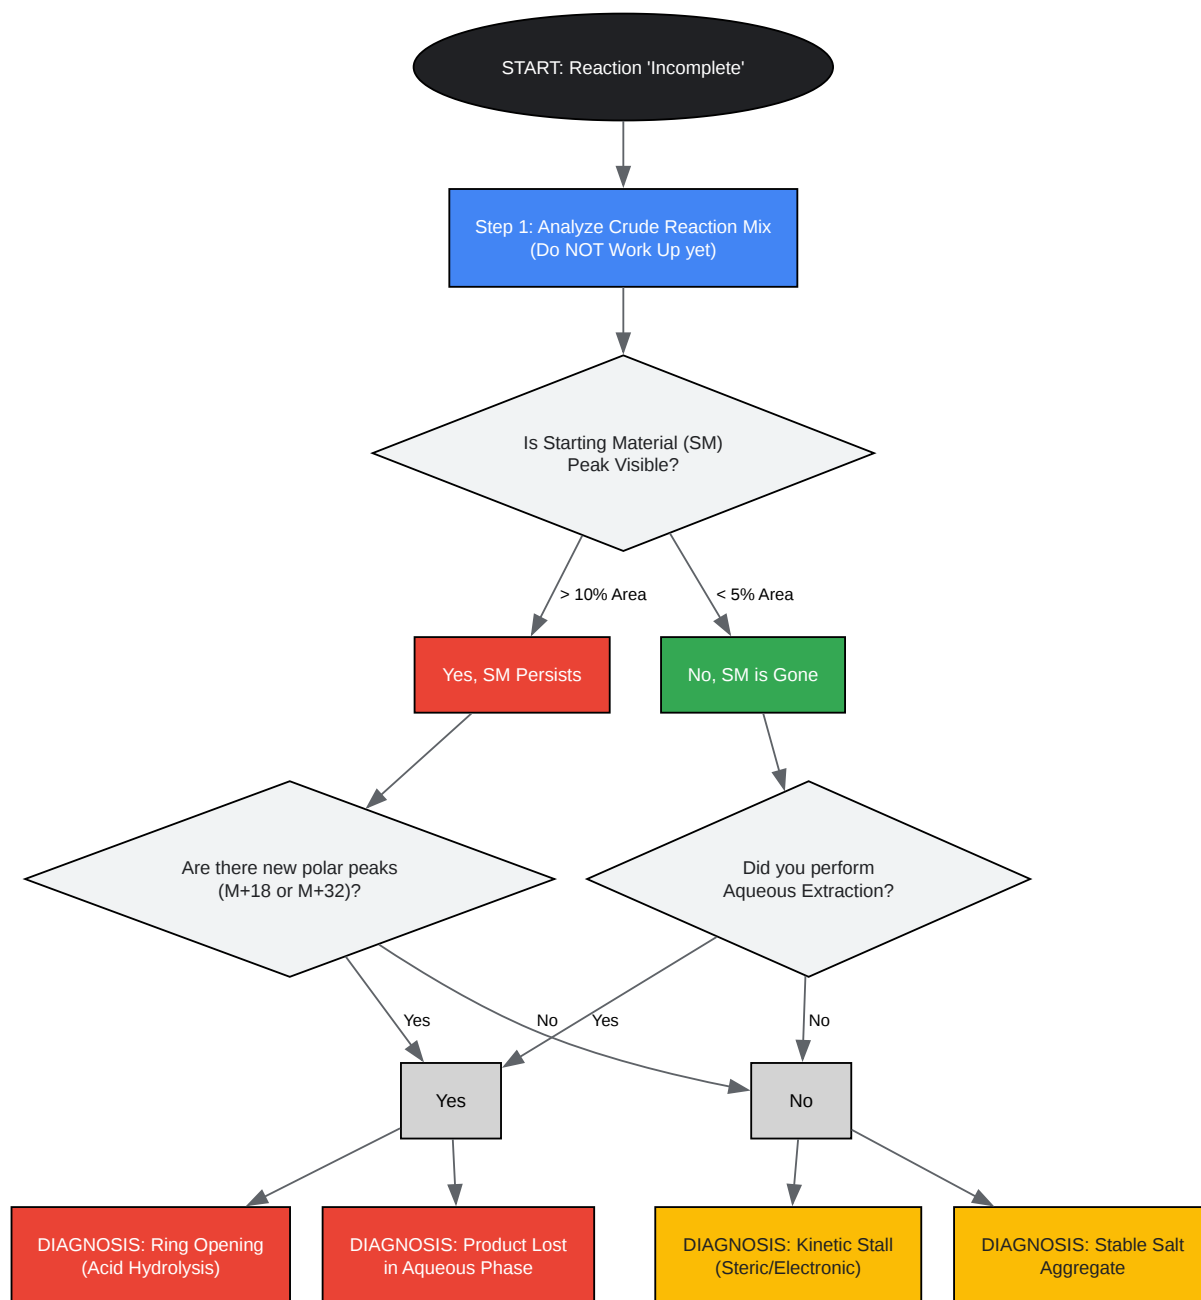 START: Reaction 'Incomplete'
Step 1: Analyze Crude Reaction Mix
(Do NOT Work Up yet)
Is Starting Material (SM)
Peak Visible?
> 10% Area
< 5% Area
Yes, SM Persists
No, SM is Gone
Are there new polar peaks
(M+18 or M+32)?
Did you perform
Aqueous Extraction?
Yes
No
Yes
No
Yes
No
DIAGNOSIS: Ring Opening
(Acid Hydrolysis)
DIAGNOSIS: Product Lost
in Aqueous Phase
DIAGNOSIS: Kinetic Stall
(Steric/Electronic)
DIAGNOSIS: Stable Salt
Aggregate